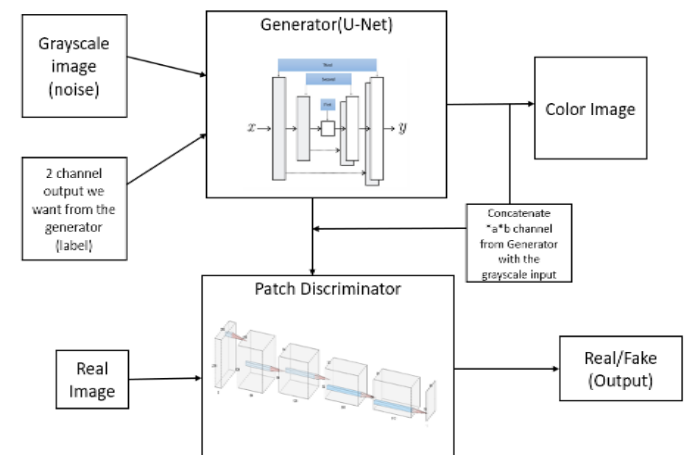 Generator(U-Net)
Grayscale
image
(noise)
x
y
Color Image
2 channel
output we
want from the
generator
(label)
Concatenate
*a*b channel
from Generator
with the
grayscale input
Patch Discriminator
Real
Image
Real/Fake
(Output)